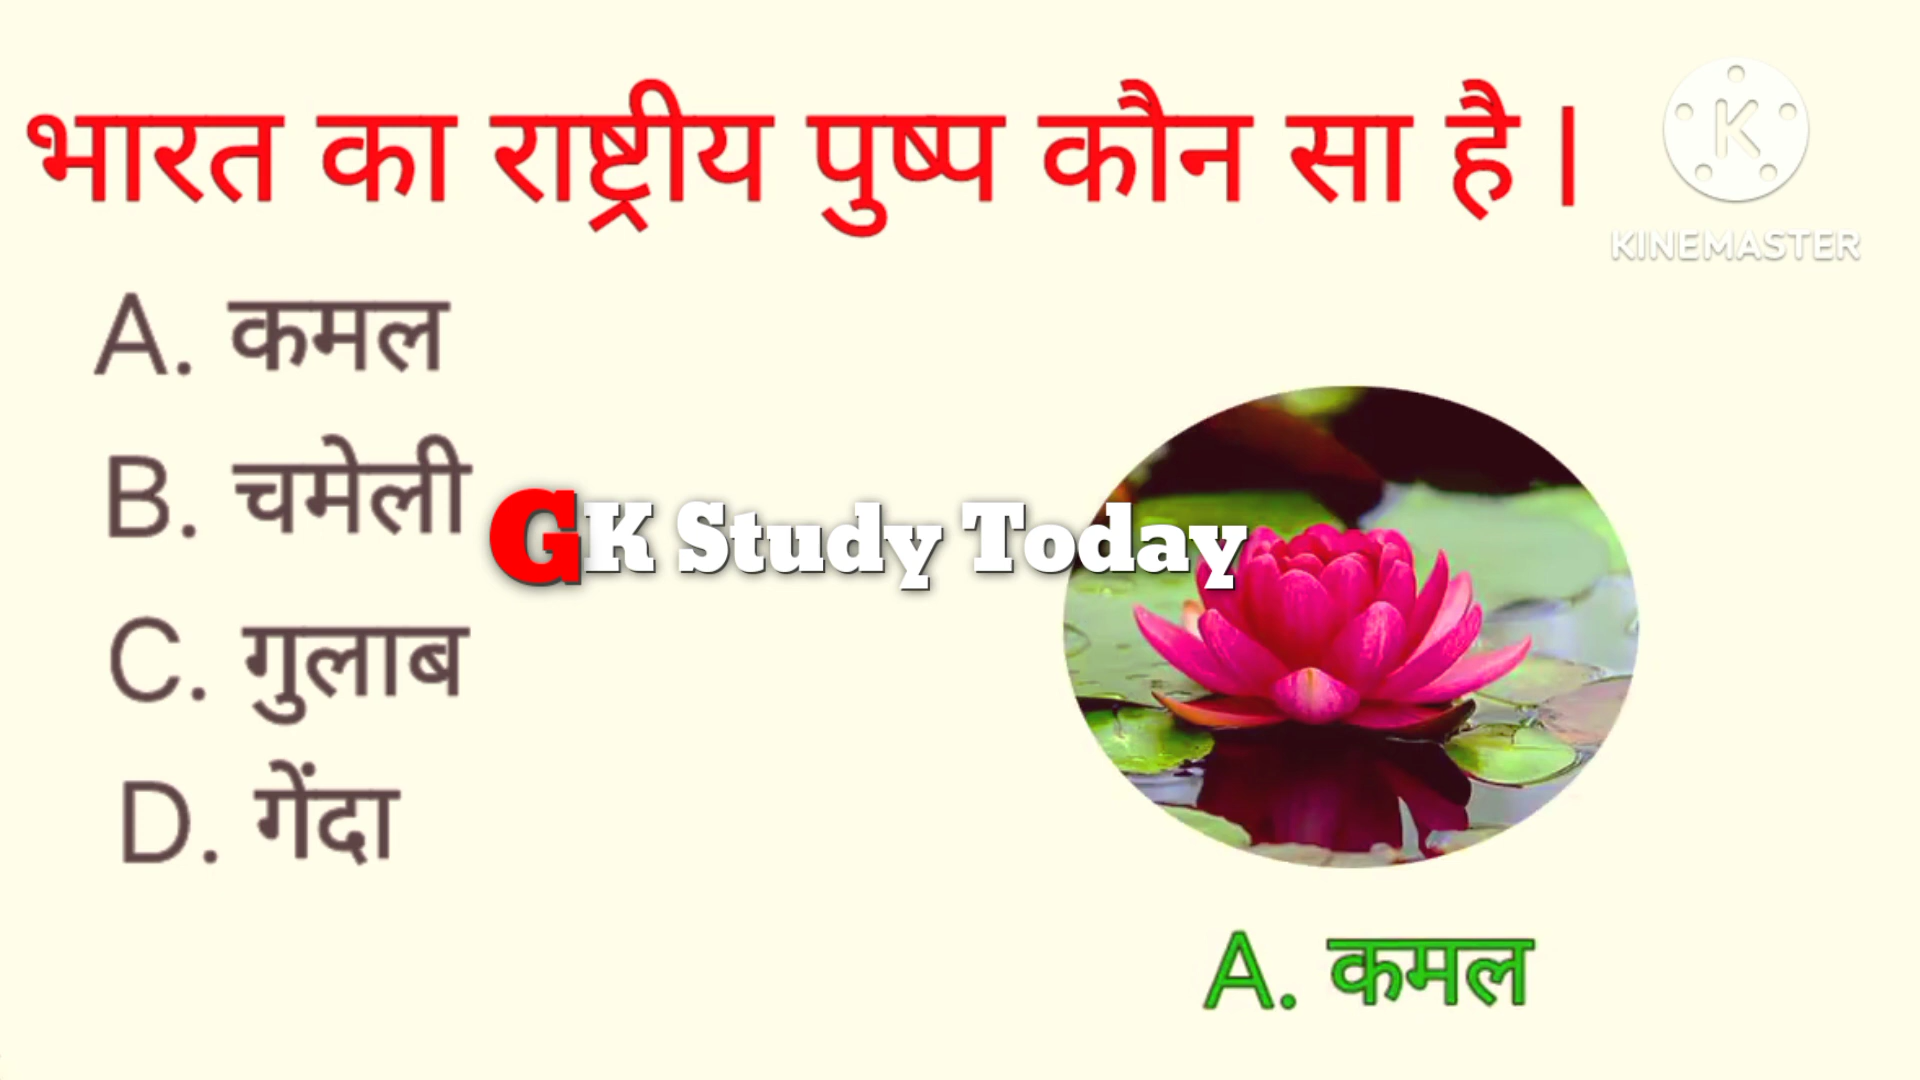 भारत का राष्ट्रीय पुष्प कौन सा है |
KINEMASTER
A. कमल
B. चमेली
GK Study Today
C. गुलाब
D. गेंदा
A. कमल